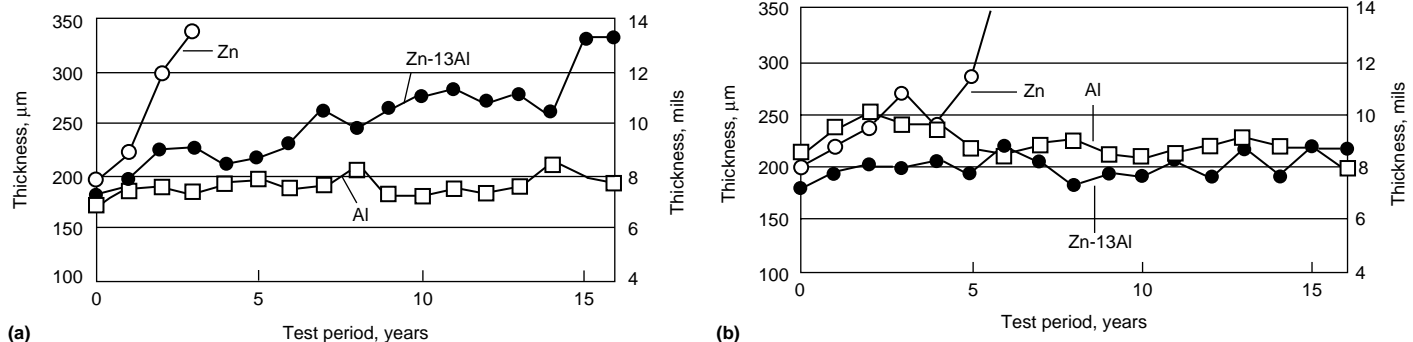 350
300
250
200
150
100
Thickness, µm
14
12
10
8
6
4
Thickness, mils
Zn
Zn-13Al
Al
0
5
10
15
Test period, years
(a)
350
300
250
200
150
100
Thickness, µm
14
12
10
8
6
4
Thickness, mils
Zn
Al
Zn-13Al
0
5
10
15
Test period, years
(b)